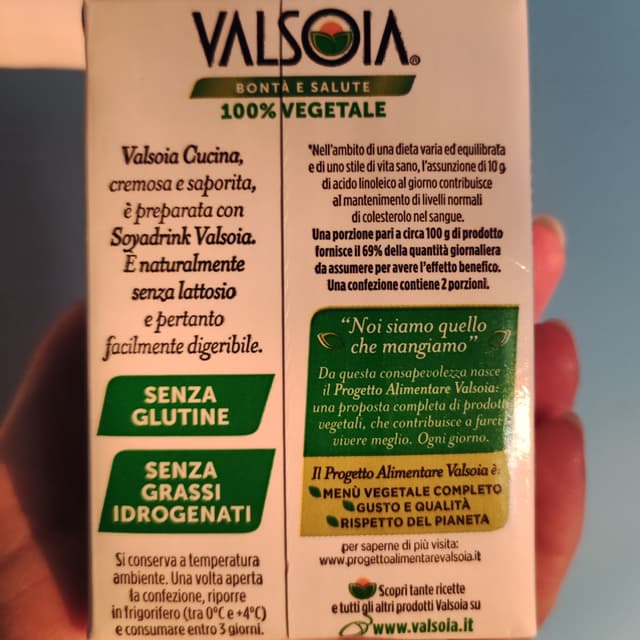 VALSOIA®
BONTÀ E SALUTE
100% VEGETALE
Valsoia Cucina,
cremosa e saporita,
è preparata con
Soyadrink Valsoia.
È naturalmente
senza lattosio
e pertanto
facilmente digeribile.
SENZA
GLUTINE
SENZA
GRASSI
IDROGENATI
Si conserva a temperatura
ambiente. Una volta aperta
la confezione, riporre
in frigorifero (tra 0°C e +4°C)
e consumare entro 3 giorni.
*Nell'ambito di una dieta varia ed equilibrata
e di uno stile di vita sano, l'assunzione di 10 g
di acido linoleico al giorno contribuisce
al mantenimento di livelli normali
di colesterolo nel sangue.
Una porzione pari a circa 100 g di prodotto
fornisce il 69% della quantità giornaliera
da assumere per avere l'effetto benefico.
Una confezione contiene 2 porzioni.
“Noi siamo quello
che mangiamo”
Da questa consapevolezza nasce
il Progetto Alimentare Valsoia:
una proposta completa di prodotti
vegetali, che contribuisce a farci
vivere meglio. Ogni giorno.
Il Progetto Alimentare Valsoia è:
MENÙ VEGETALE COMPLETO
GUSTO E QUALITÀ
RISPETTO DEL PIANETA
per saperne di più visita:
www.progettoalimentarevalsoia.it
Scopri tante ricette
e tutti gli altri prodotti Valsoia su
www.valsoia.it